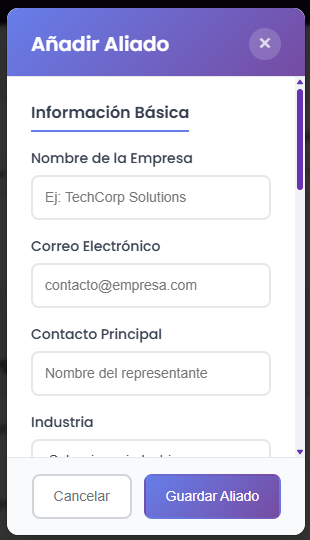 Añadir Aliado
Información Básica
Nombre de la Empresa
Ej: TechCorp Solutions
Correo Electrónico
contacto@empresa.com
Contacto Principal
Nombre del representante
Industria
Cancelar
Guardar Aliado